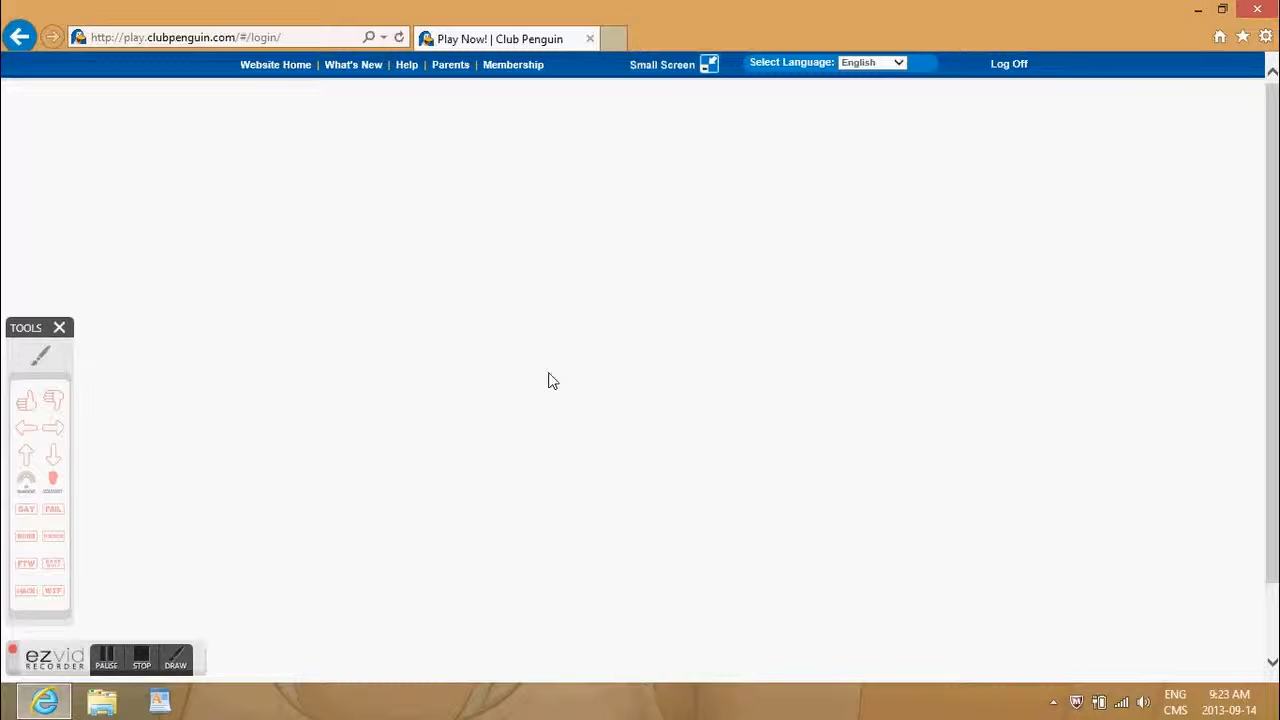 http://play.clubpenguin.com/#/login/
Play Now! | Club Penguin
Website Home | What's New | Help | Parents | Membership
Small Screen
Select Language: English
Log Off
TOOLS
GAY FAIL
FTW
HACK WTF
ezvid
RECORDER
PAUSE STOP DRAW
ENG
CMS
9:23 AM
2013-09-14